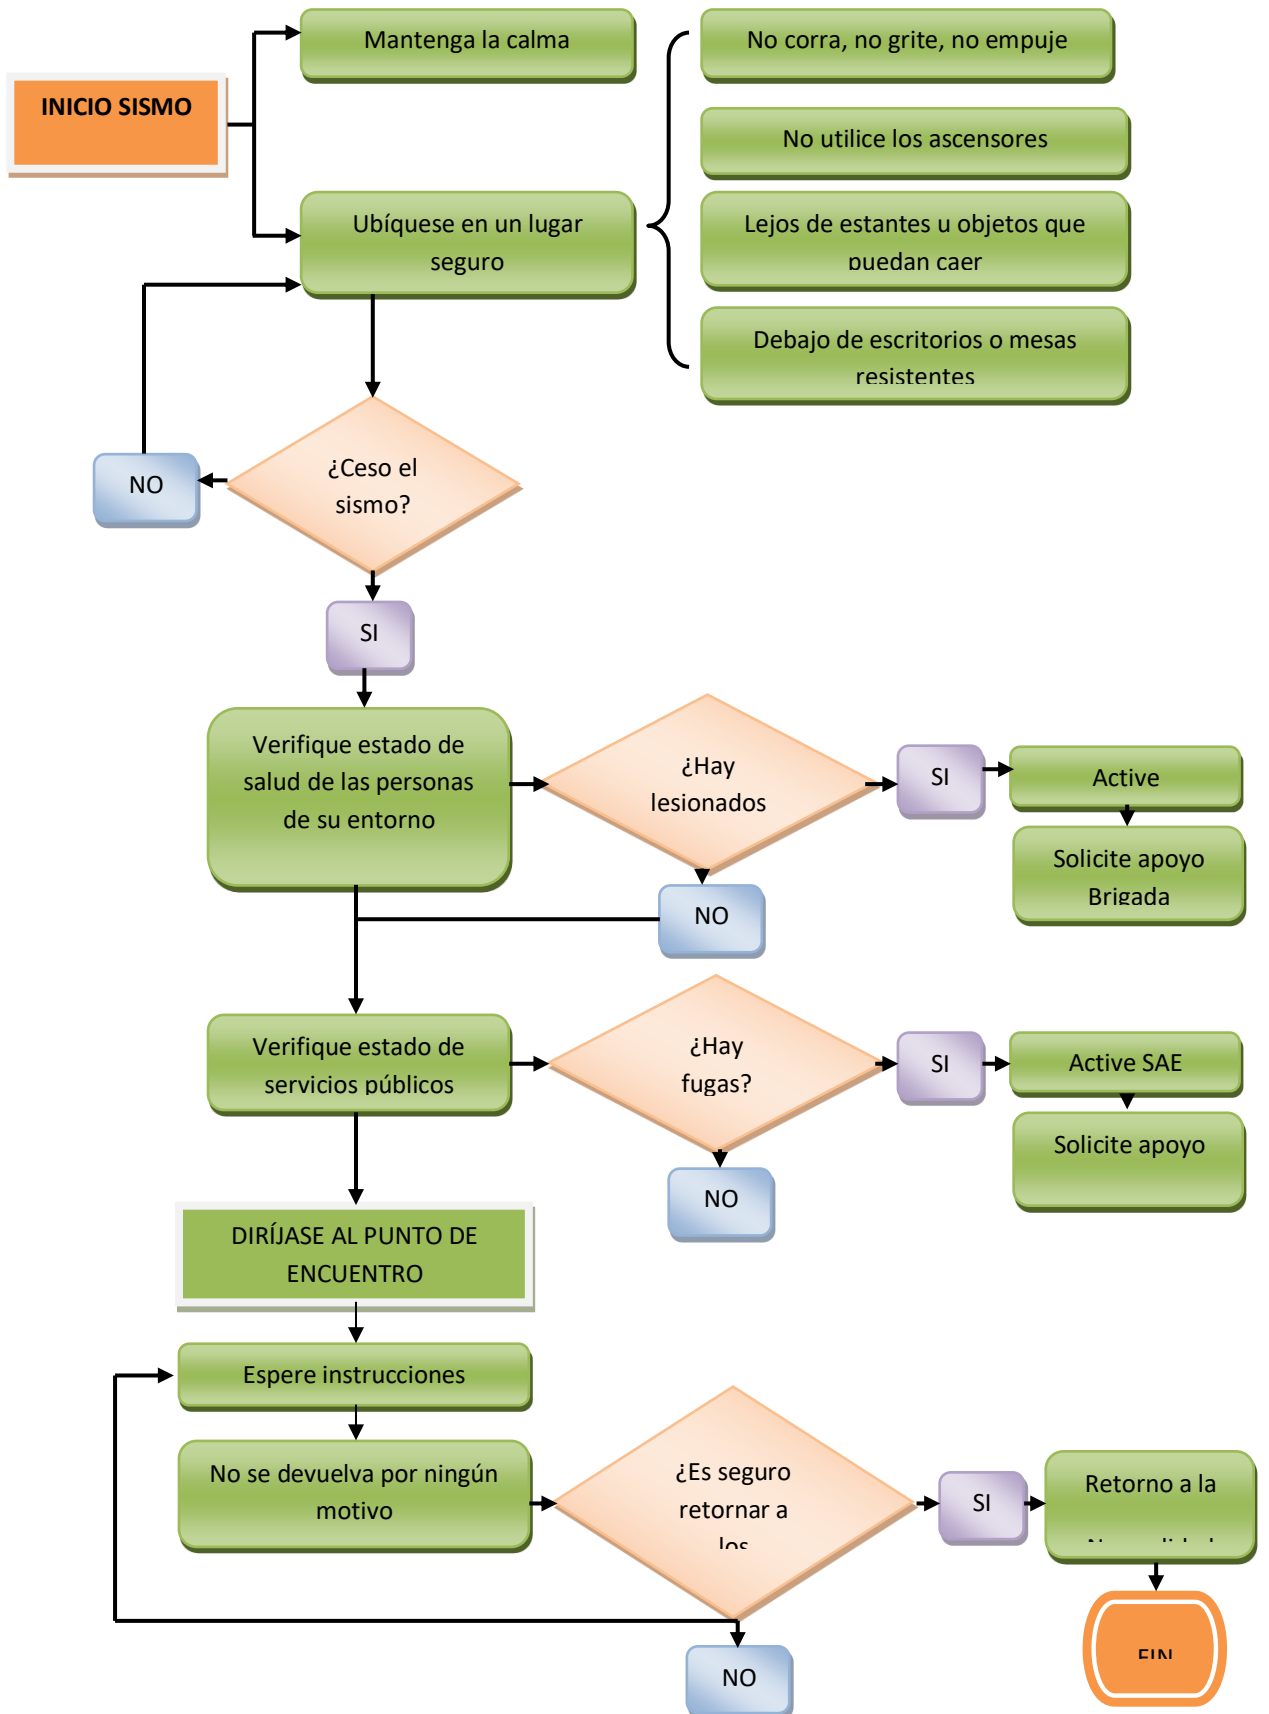 Mantenga la calma
No corra, no grite, no empuje
INICIO SISMO
No utilice los ascensores
Ubíquese en un lugar
seguro
Lejos de estantes u objetos que
puedan caer
Debajo de escritorios o mesas
resistentes
¿Ceso el
sismo?
NO
SI
Verifique estado de
salud de las personas
de su entorno
¿Hay
lesionados
SI
Active
Solicite apoyo
Brigada
NO
Verifique estado de
servicios públicos
¿Hay
fugas?
SI
Active SAE
Solicite apoyo
NO
DIRÍJASE AL PUNTO DE
ENCUENTRO
Espere instrucciones
No se devuelva por ningún
motivo
¿Es seguro
retornar a
los
SI
Retorno a la
NO
FIN